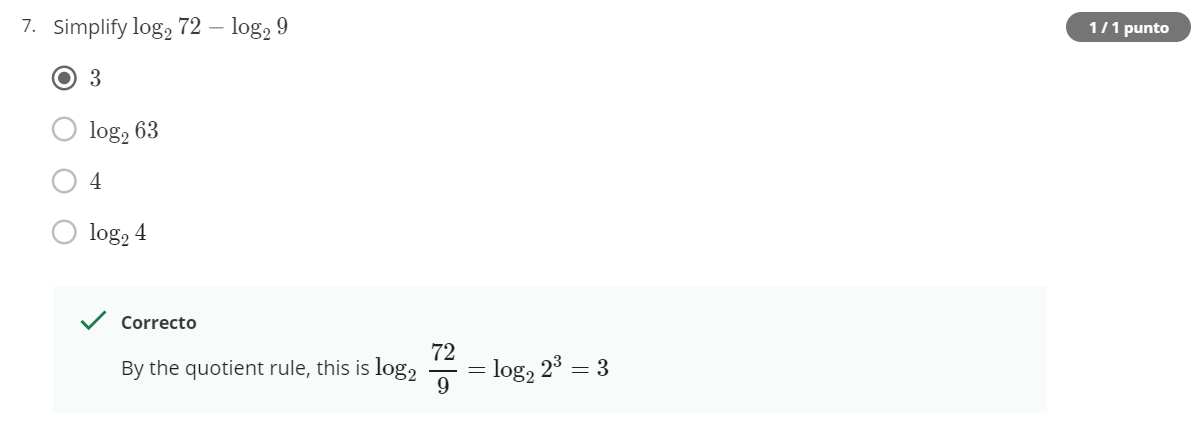 7. Simplify log₂ 72 − log₂ 9
1 / 1 punto
3
log₂ 63
4
log₂ 4
Correcto
By the quotient rule, this is log₂ 72/9 = log₂ 2³ = 3